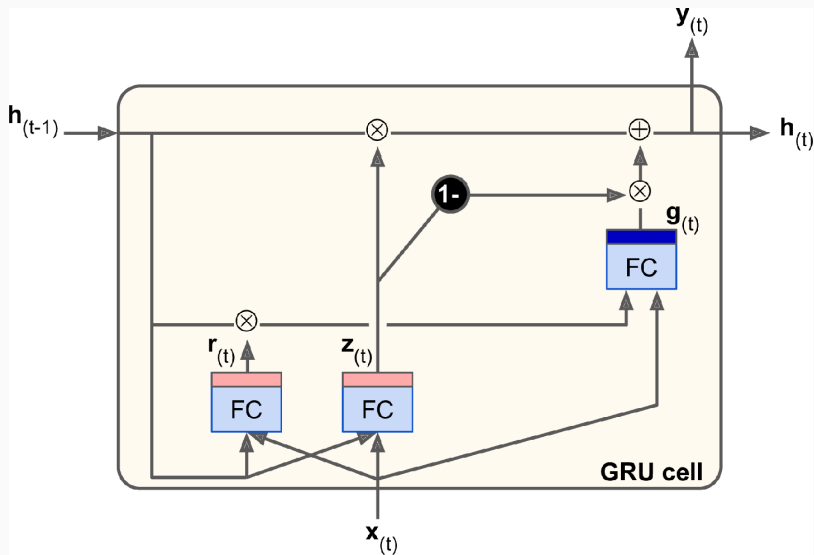 y(t)
h(t-1)
h(t)
1-
g(t)
FC
r(t)
z(t)
FC
FC
GRU cell
x(t)